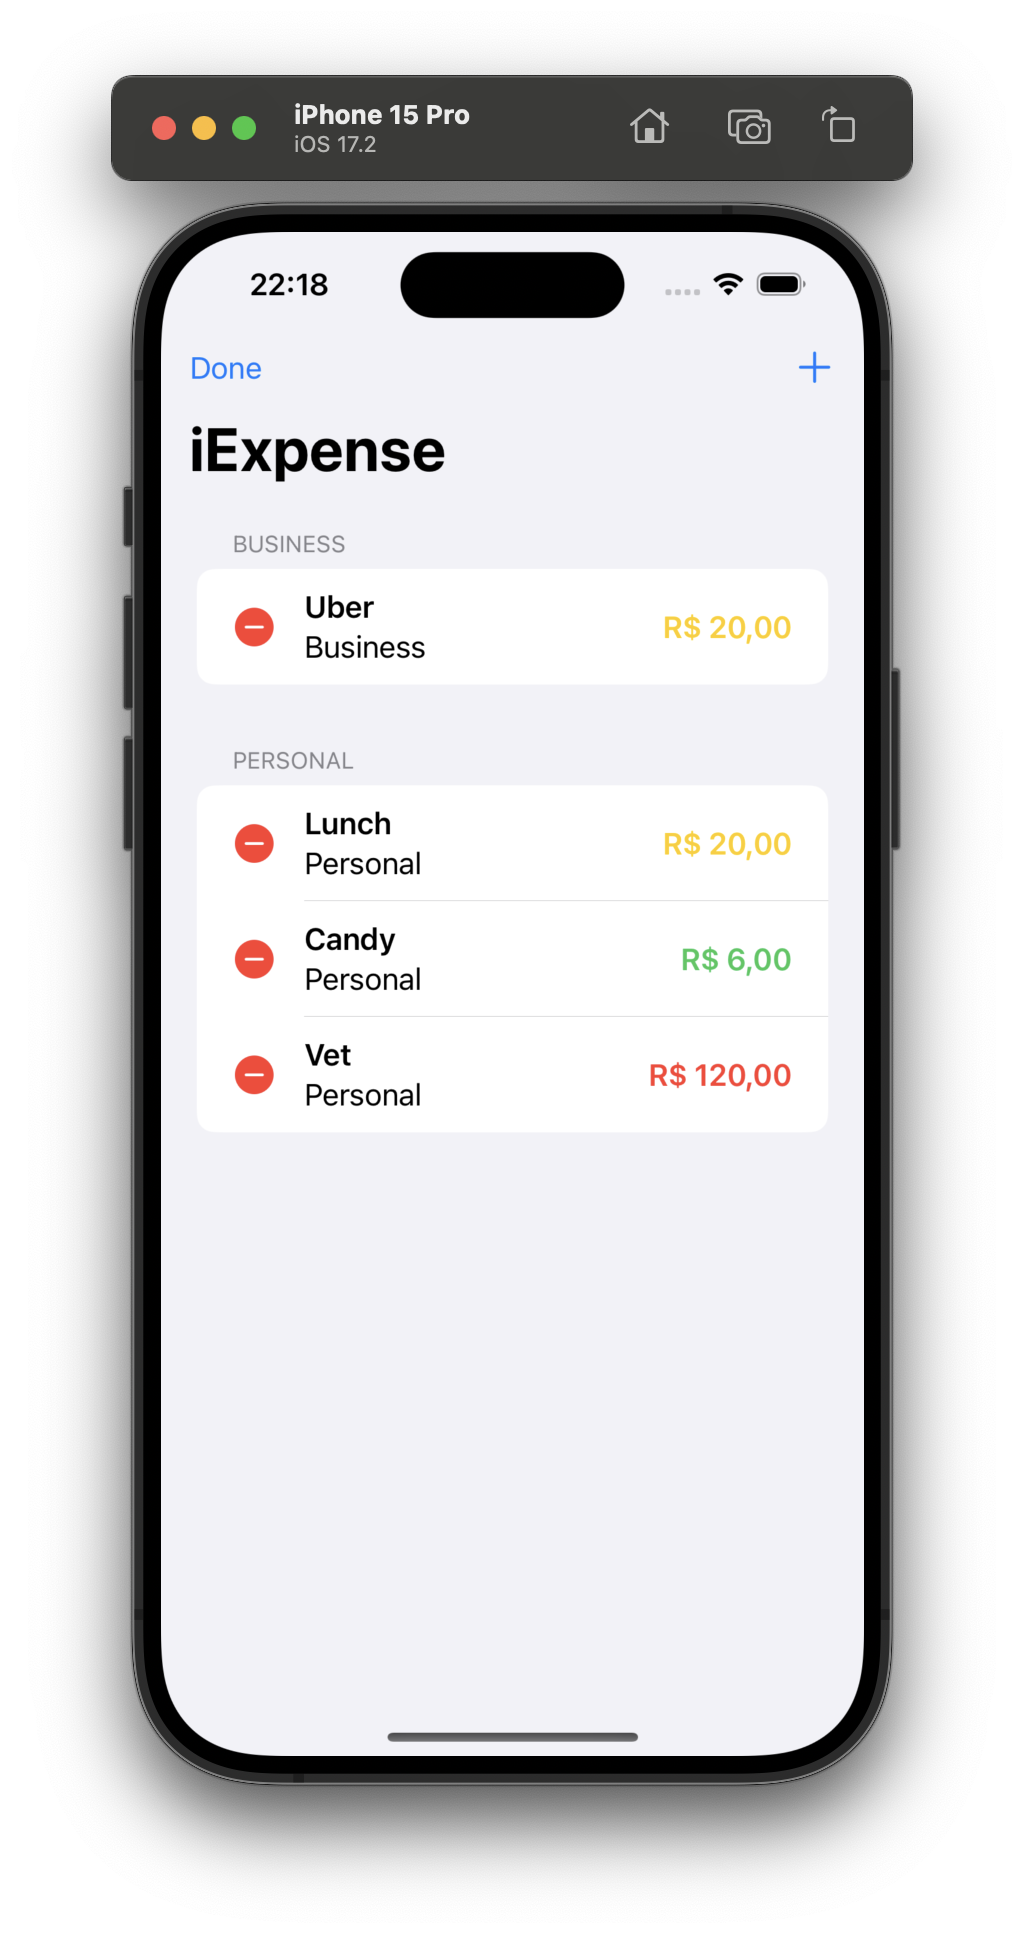 iPhone 15 Pro
iOS 17.2
22:18
Done
iExpense
BUSINESS
Uber
Business
R$ 20,00
PERSONAL
Lunch
Personal
R$ 20,00
Candy
Personal
R$ 6,00
Vet
Personal
R$ 120,00